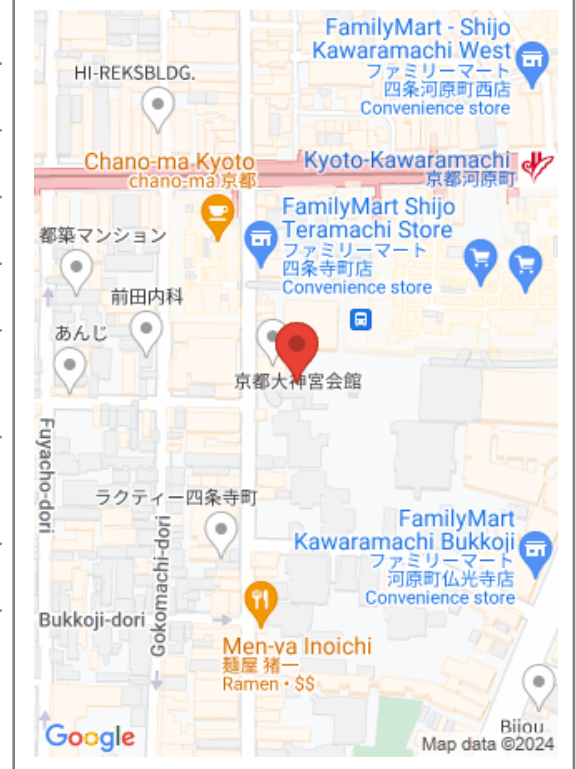 FamilyMart - Shijo
Kawaramachi West
ファミリーマート
四条河原町西店
Convenience store
HI-REKSBLDG.
Chano-ma Kyoto
chano-ma 京都
Kyoto-Kawaramachi
京都河原町
FamilyMart Shijo
Teramachi Store
ファミリーマート
四条寺町店
Convenience store
都築マンション
前田内科
あんじ
京都大神宮会館
Fuyacho-dori
ラクティー四条寺町
Gokomachi-dori
FamilyMart
Kawaramachi Bukkoji
ファミリーマート
河原町仏光寺店
Convenience store
Bukkoji-dori
Men-va Inoichi
麺屋 猪一
Ramen • $$
Bijou
Google
Map data ©2024